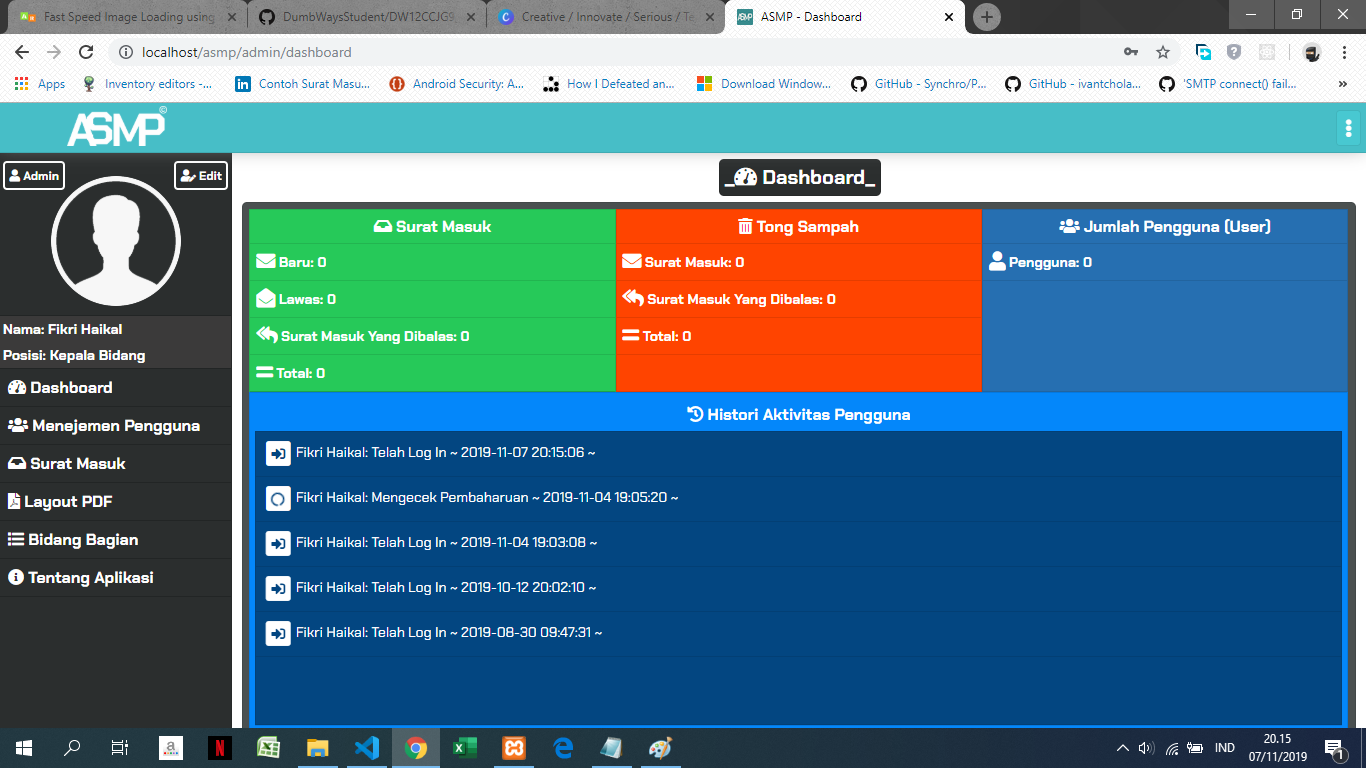 Fast Speed Image Loading using
DumbWaysStudent/DW12CCJG9
Creative / Innovate / Serious / Te
ASMP - Dashboard
localhost/asmp/admin/dashboard
Apps
Inventory editors -...
Contoh Surat Masu...
Android Security: A...
How I Defeated an...
Download Window...
GitHub - Synchro/P...
GitHub - ivantchola...
'SMTP connect() fail...
»
ASMP©
Admin
Edit
Nama: Fikri Haikal
Posisi: Kepala Bidang
Dashboard
Menejemen Pengguna
Surat Masuk
Layout PDF
Bidang Bagian
Tentang Aplikasi
_ Dashboard_
Surat Masuk
Baru: 0
Lawas: 0
Surat Masuk Yang Dibalas: 0
Total: 0
Tong Sampah
Surat Masuk: 0
Surat Masuk Yang Dibalas: 0
Total: 0
Jumlah Pengguna (User)
Pengguna: 0
Histori Aktivitas Pengguna
Fikri Haikal: Telah Log In ~ 2019-11-07 20:15:06 ~
Fikri Haikal: Mengecek Pembaharuan ~ 2019-11-04 19:05:20 ~
Fikri Haikal: Telah Log In ~ 2019-11-04 19:03:08 ~
Fikri Haikal: Telah Log In ~ 2019-10-12 20:02:10 ~
Fikri Haikal: Telah Log In ~ 2019-08-30 09:47:31 ~
IND
20.15
07/11/2019
1